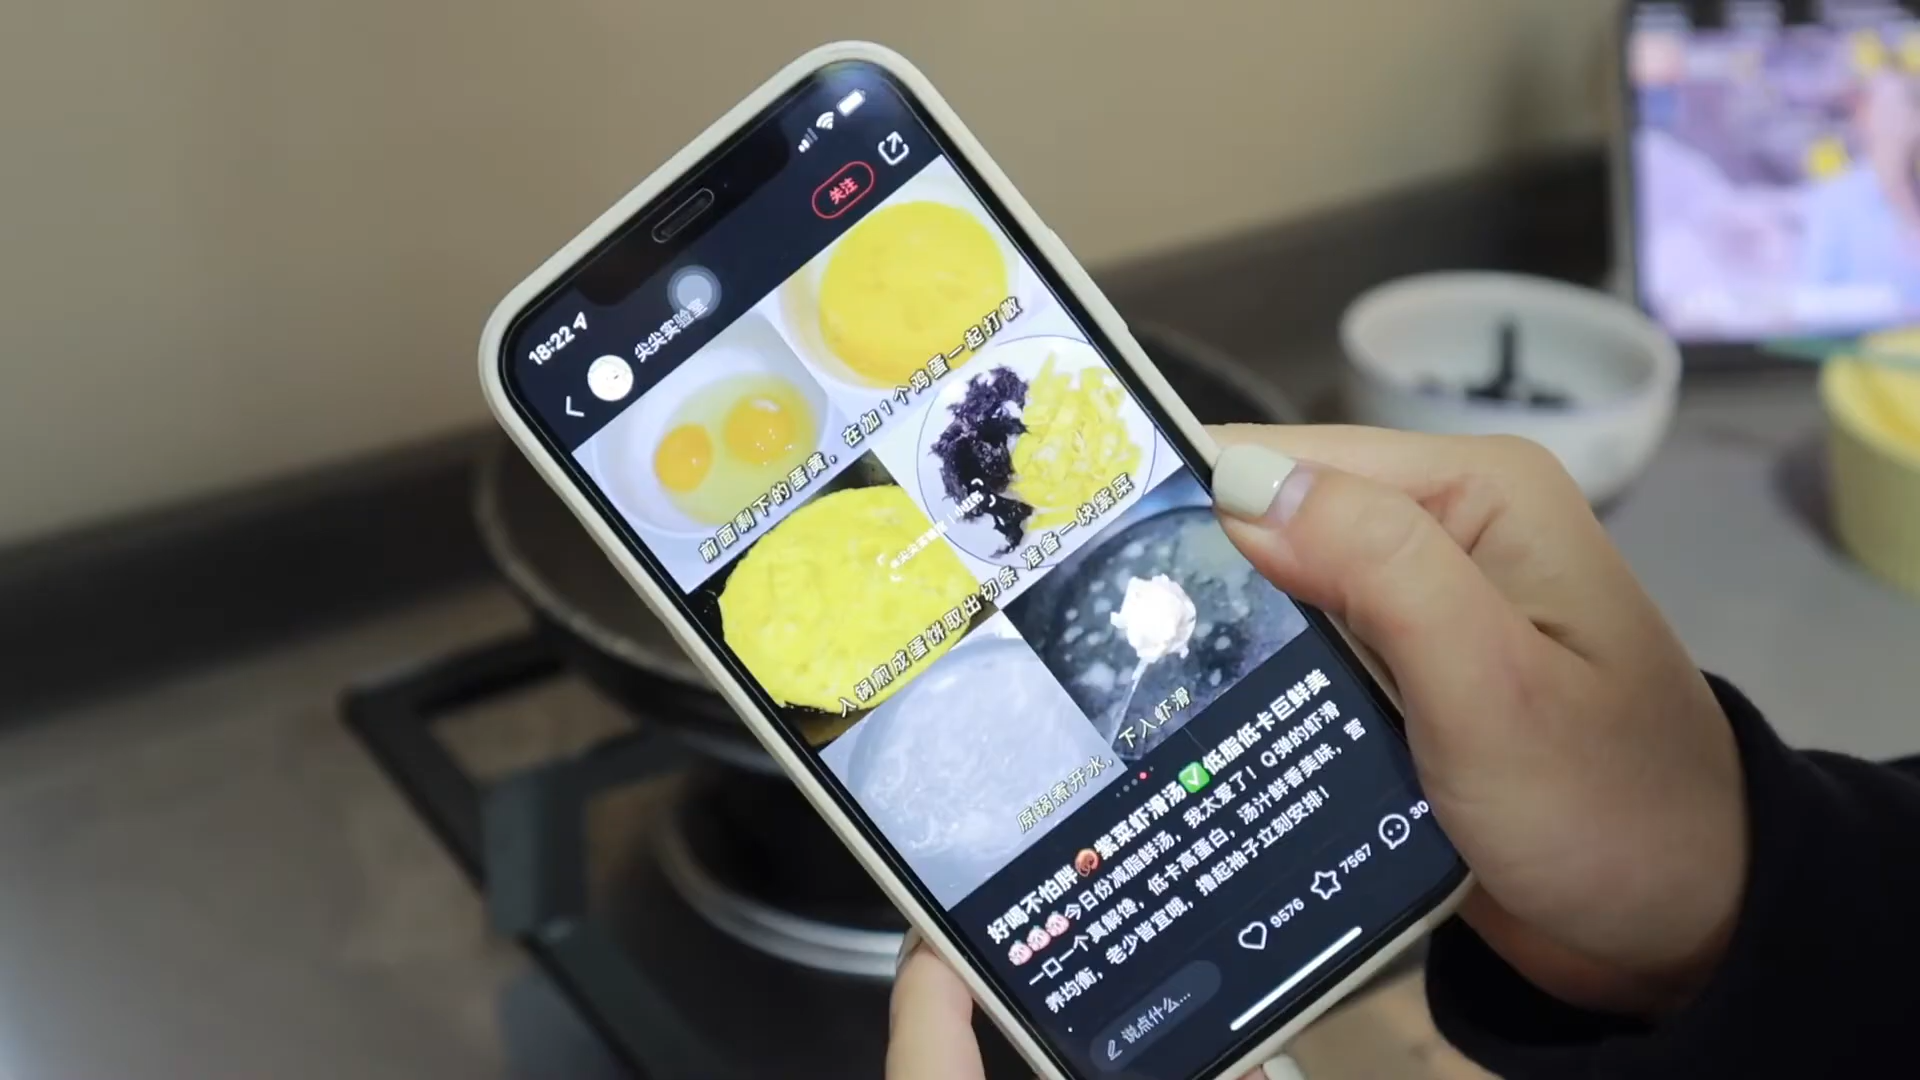 18:22
尖尖实验室
关注
前面剩下的蛋黄，在加1个鸡蛋一起打散
入锅煎成蛋饼取出切条 准备一块紫菜
原锅煮开水，
下入虾滑
好喝不怕胖🥘紫菜虾滑汤✅低脂低卡巨鲜美
今日份减脂鲜汤，我太爱了！Q弹的虾滑
一口一个真解馋，低卡高蛋白，汤汁鲜香美味，营
养均衡，老少皆宜哦，撸起袖子立刻安排！
说点什么...
9576
7567
30